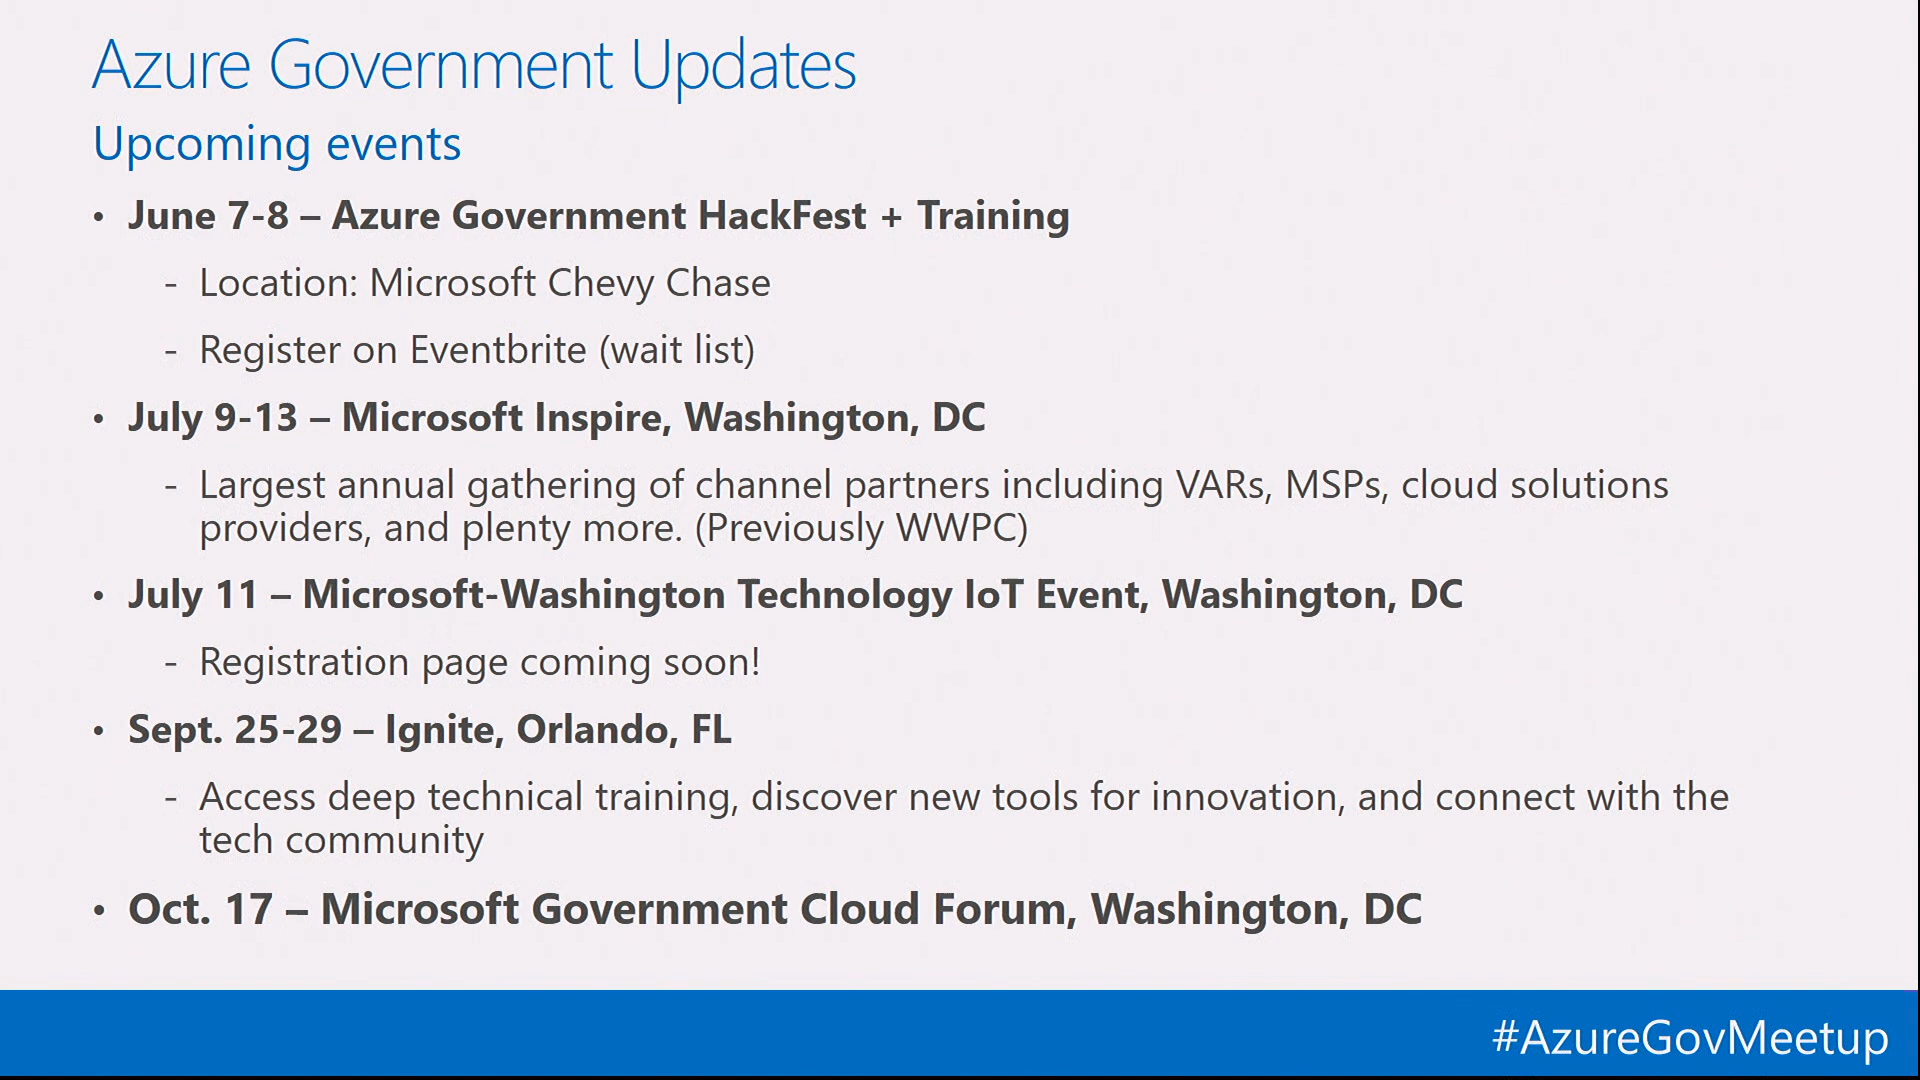 Azure Government Updates
Upcoming events
• June 7-8 – Azure Government HackFest + Training
- Location: Microsoft Chevy Chase
- Register on Eventbrite (wait list)
• July 9-13 – Microsoft Inspire, Washington, DC
- Largest annual gathering of channel partners including VARs, MSPs, cloud solutions
providers, and plenty more. (Previously WWPC)
• July 11 – Microsoft-Washington Technology IoT Event, Washington, DC
- Registration page coming soon!
• Sept. 25-29 – Ignite, Orlando, FL
- Access deep technical training, discover new tools for innovation, and connect with the
tech community
• Oct. 17 – Microsoft Government Cloud Forum, Washington, DC
#AzureGovMeetup